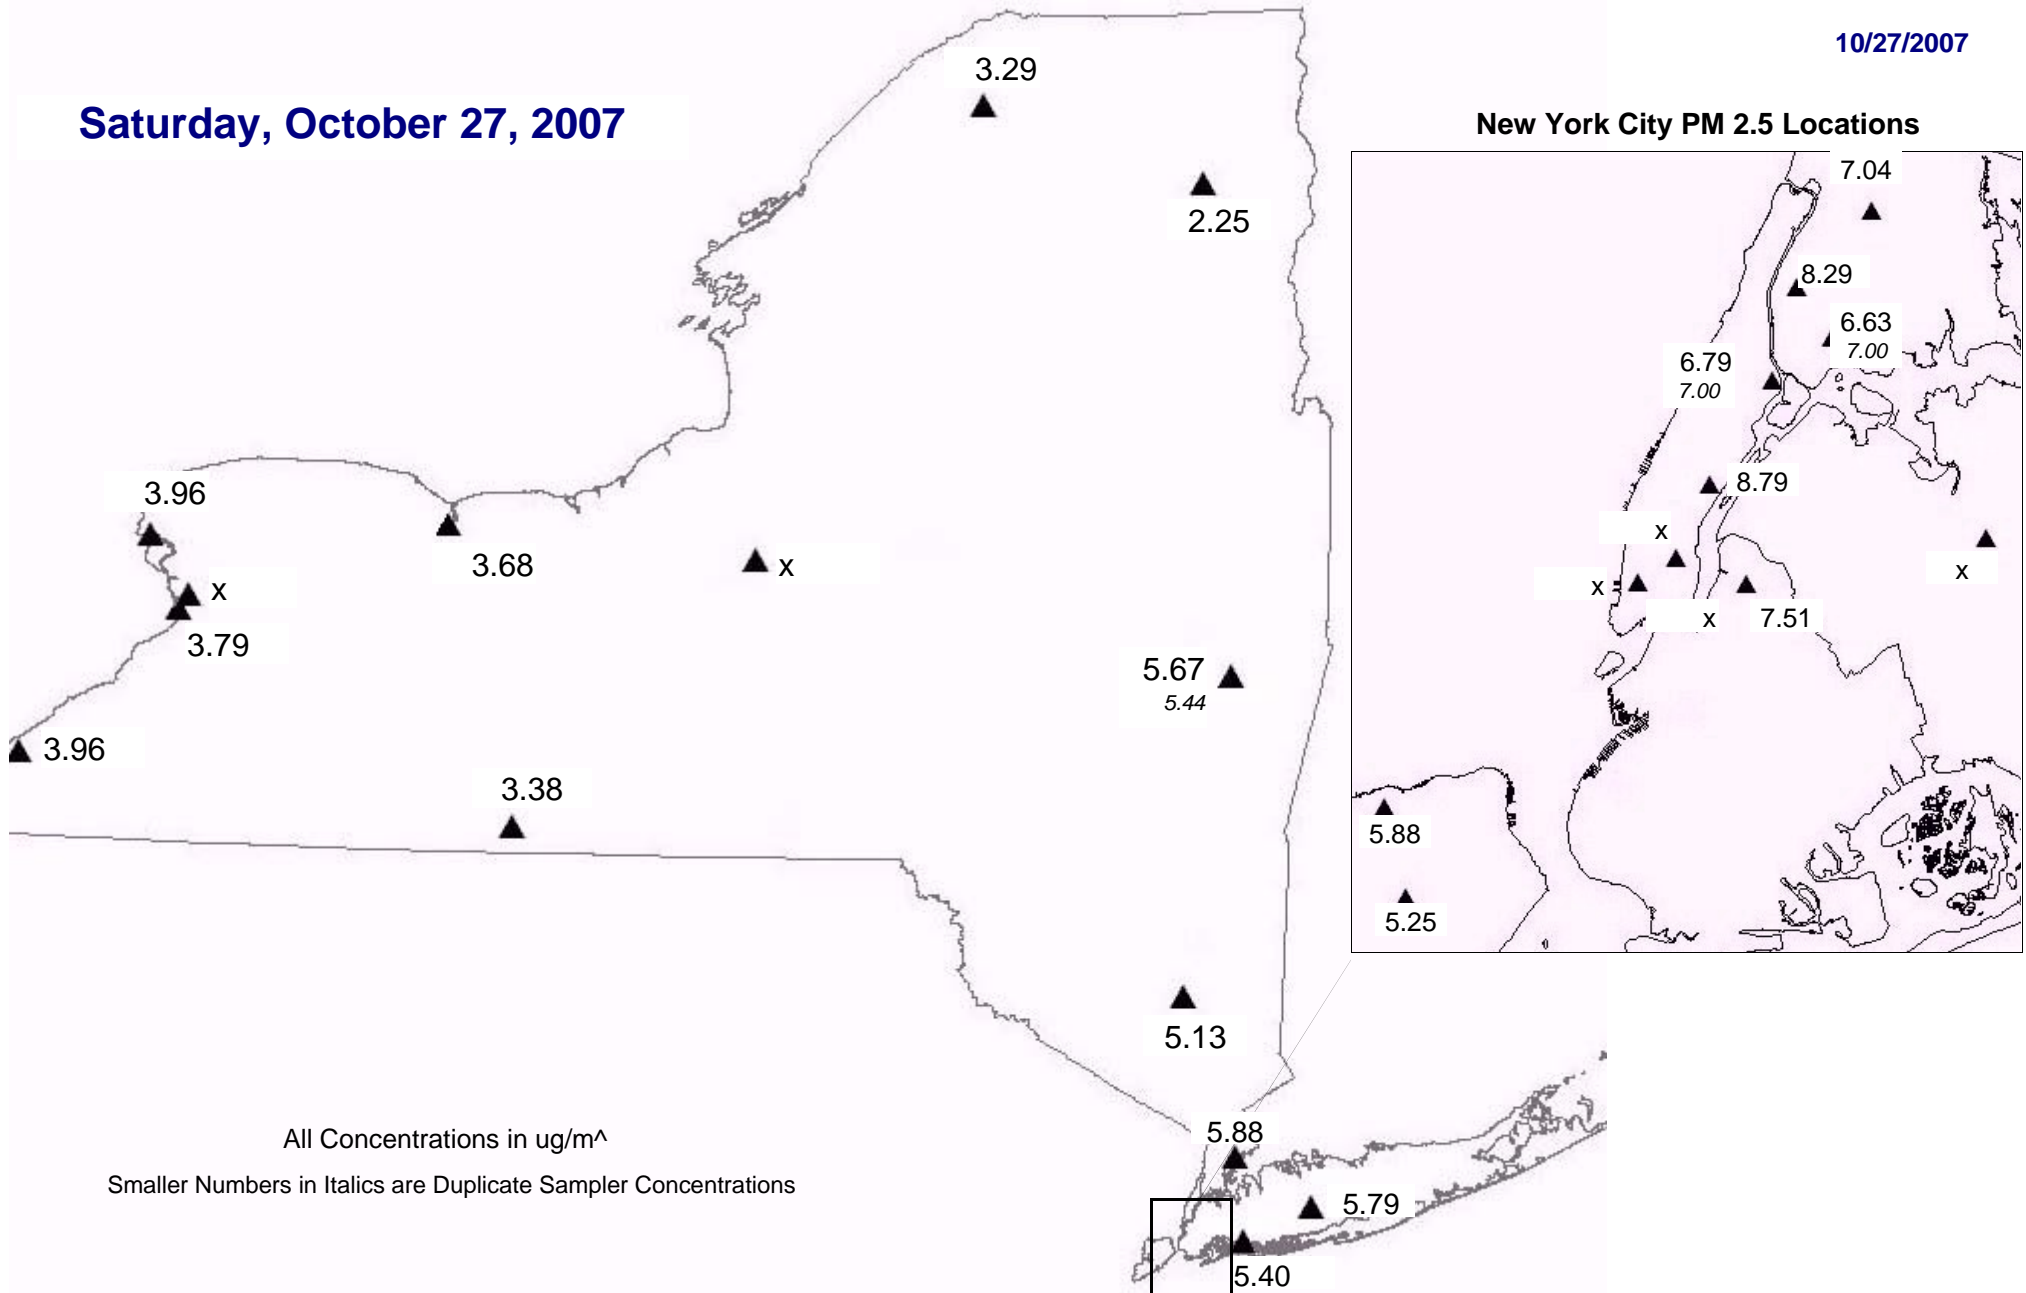 10/27/2007
Saturday, October 27, 2007
New York City PM 2.5 Locations
3.29
2.25
3.96
3.68
x
x
3.79
5.67
5.44
3.96
3.38
5.13
5.88
5.79
5.40
7.04
8.29
6.63
7.00
6.79
7.00
8.79
x
x
x
x
7.51
5.88
5.25
All Concentrations in ug/m^
Smaller Numbers in Italics are Duplicate Sampler Concentrations